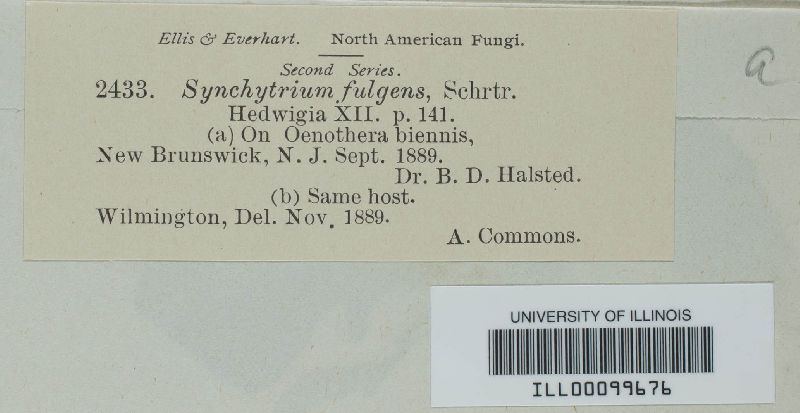 Ellis & Everhart. North American Fungi.
Second Series.
2433. Synchytrium fulgens, Schrtr.
Hedwigia XII. p. 141.
(a) On Oenothera biennis,
New Brunswick, N. J. Sept. 1889.
Dr. B. D. Halsted.
(b) Same host.
Wilmington, Del. Nov. 1889.
A. Commons.
a
UNIVERSITY OF ILLINOIS
ILL00099676